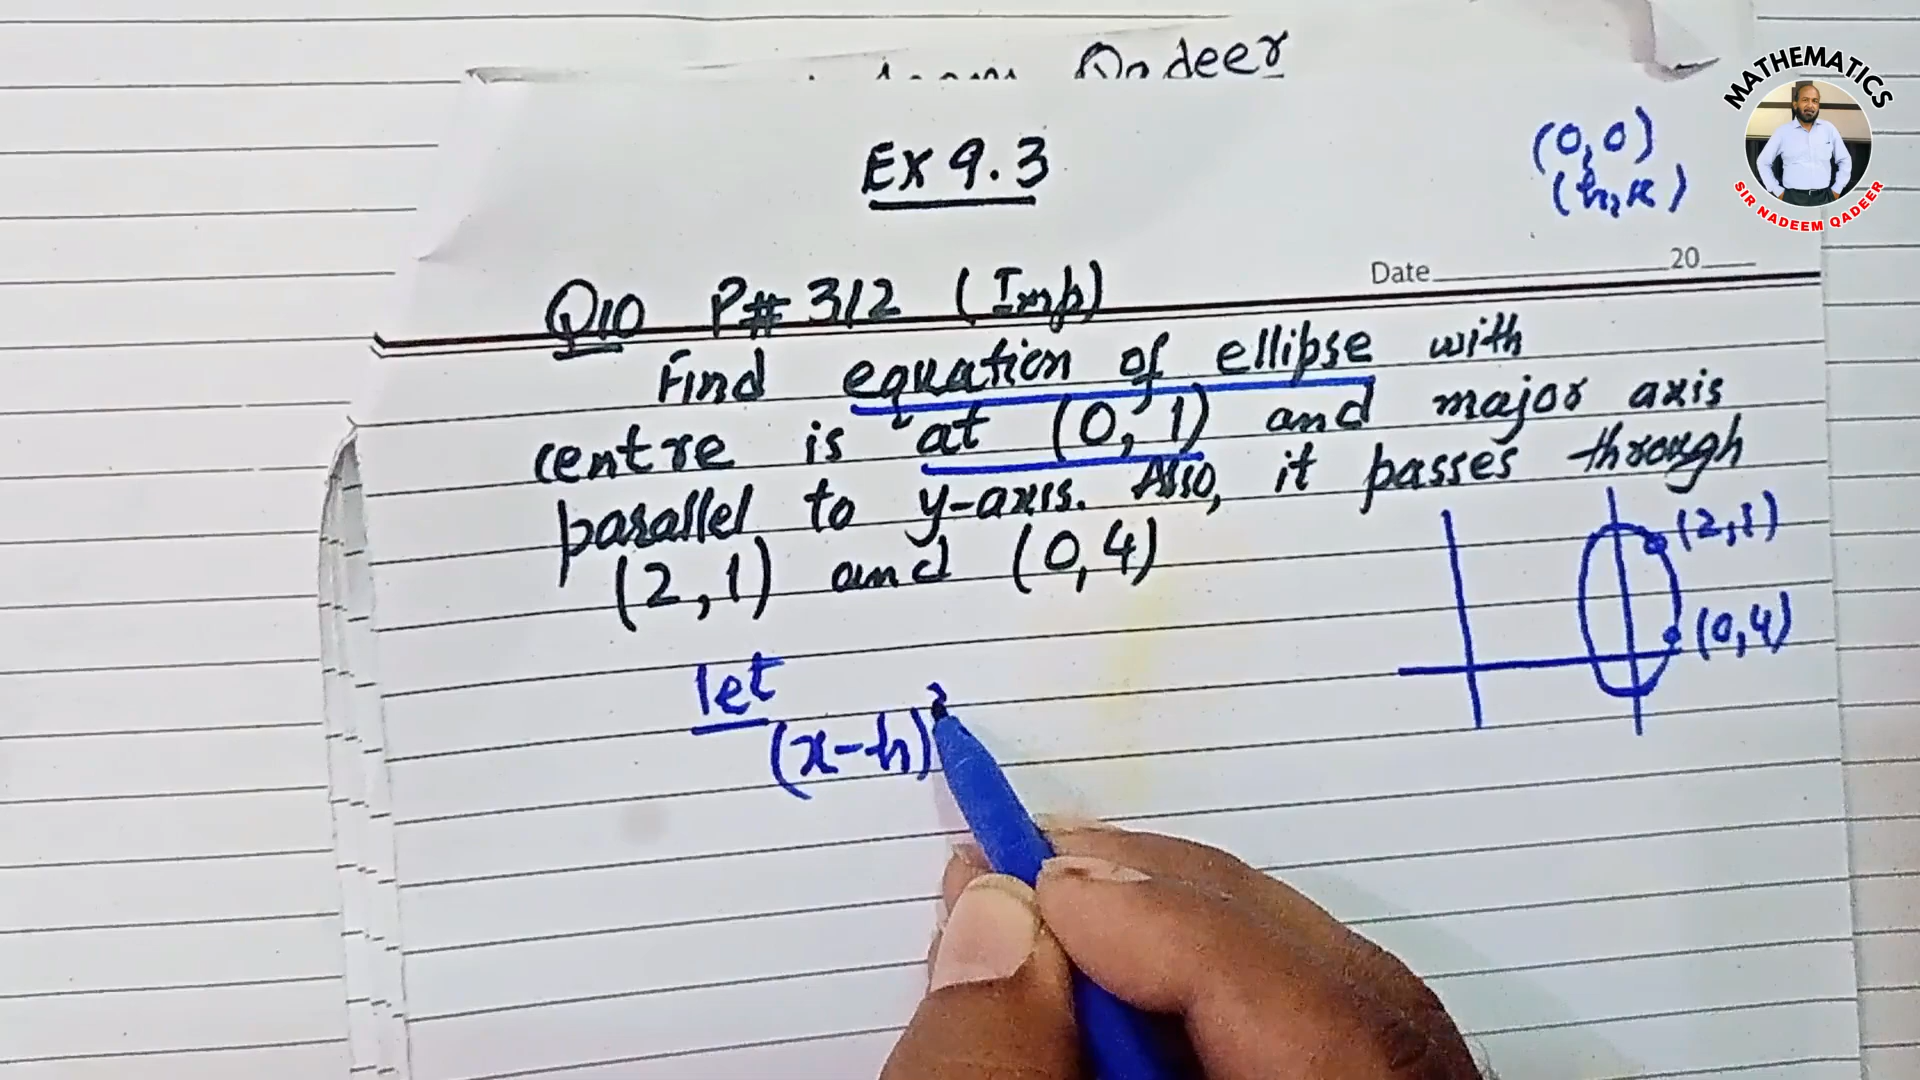 Qadeer
MATHEMATICS
SIR NADEEM QADEER
Ex 9.3
(0,0)
(h,k)
Date 20
Q10 P# 312 (Imp)
Find equation of ellipse with
centre is at (0,1) and major axis
parallel to y-axis. Also, it passes through
(2,1) and (0,4)
(2,1)
(0,4)
let
(x-h)²